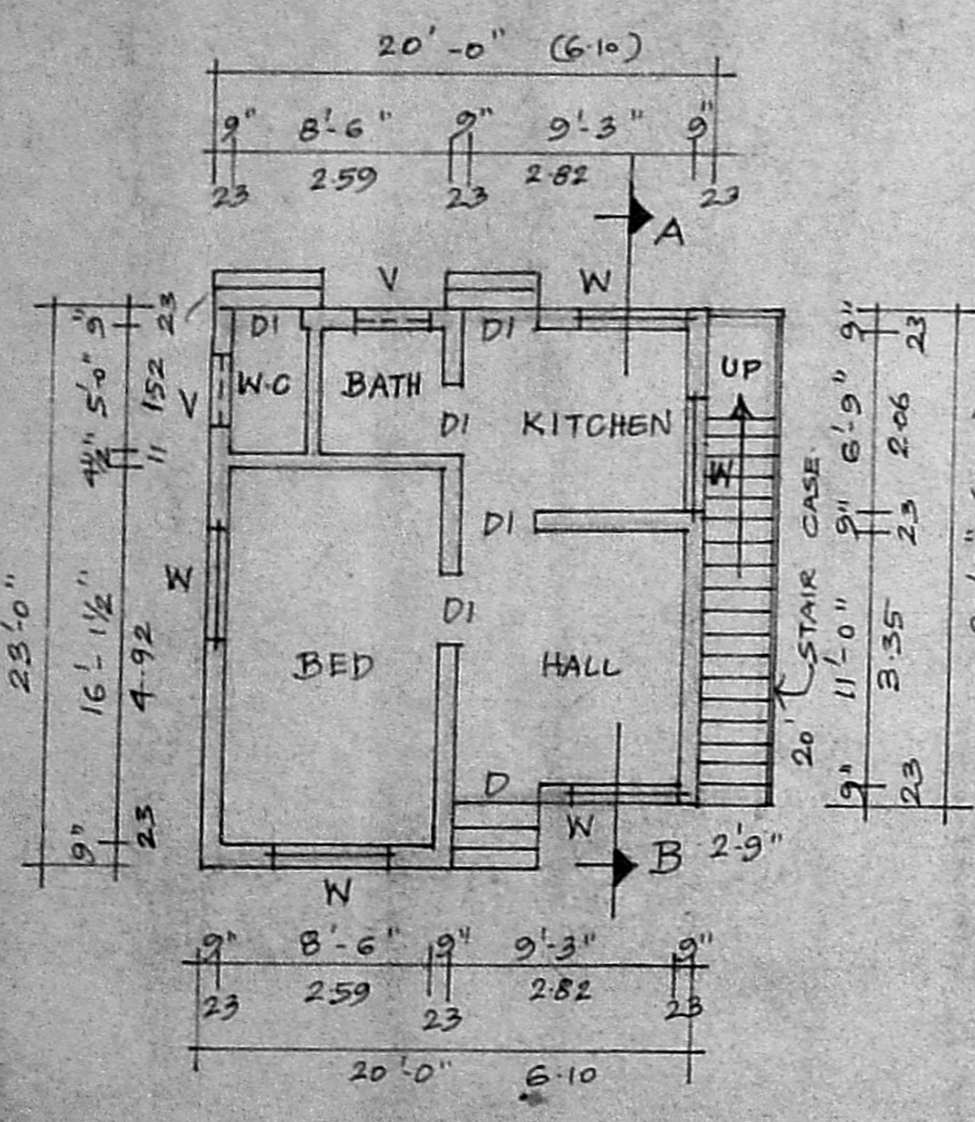 20'-0" (6.10)
9" 8'-6" 9" 9'-3" 9"
23 2.59 23 2.82 23
A
V W
D1 D1
W.C BATH UP
V
D1 KITCHEN
W
D1
W
D1
BED HALL
D
W
B 2'-9"
W
9" 5'-0" 4½" 16'-1½" 9"
23 152 11 4.92 23
23'-0"
9" 6'-9" 9" 11'-0" 9"
23 2.06 23 3.35 23
STAIR CASE.
20'
9" 8'-6" 9" 9'-3" 9"
23 2.59 23 2.82 23
20'-0" 6.10